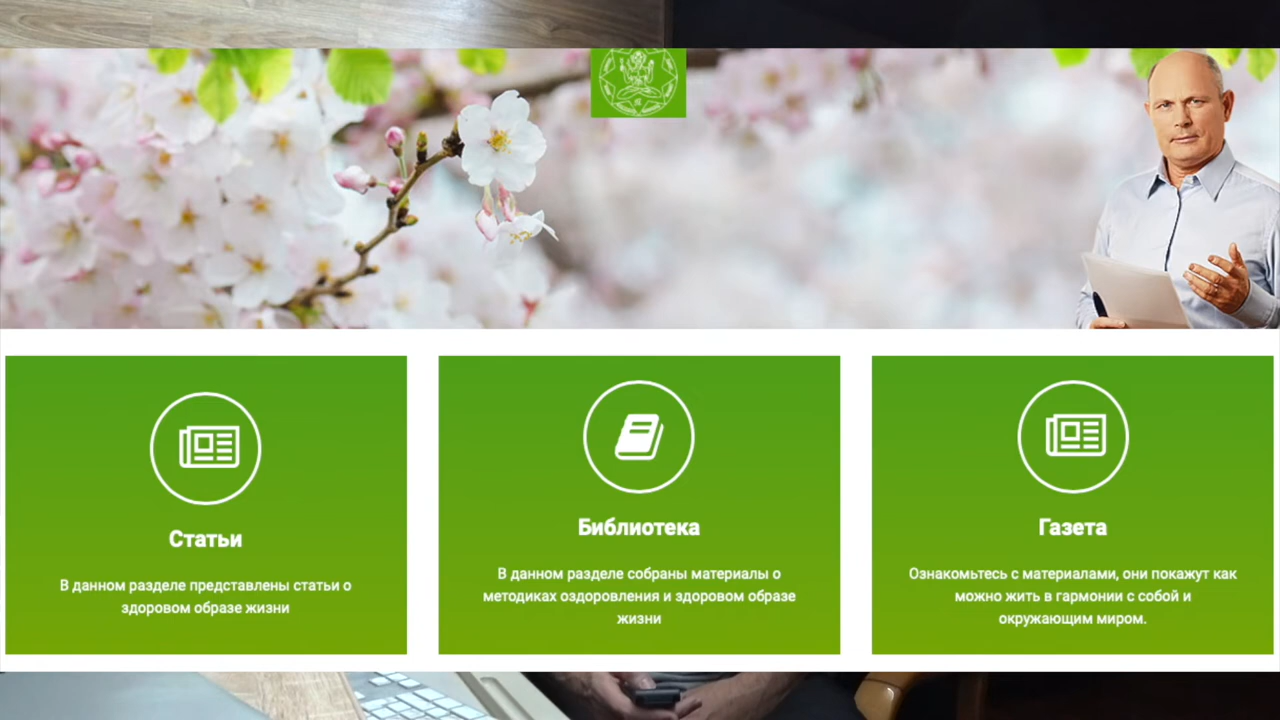 Статьи
В данном разделе представлены статьи о
здоровом образе жизни
Библиотека
В данном разделе собраны материалы о
методиках оздоровления и здоровом образе
жизни
Газета
Ознакомьтесь с материалами, они покажут как
можно жить в гармонии с собой и
окружающим миром.